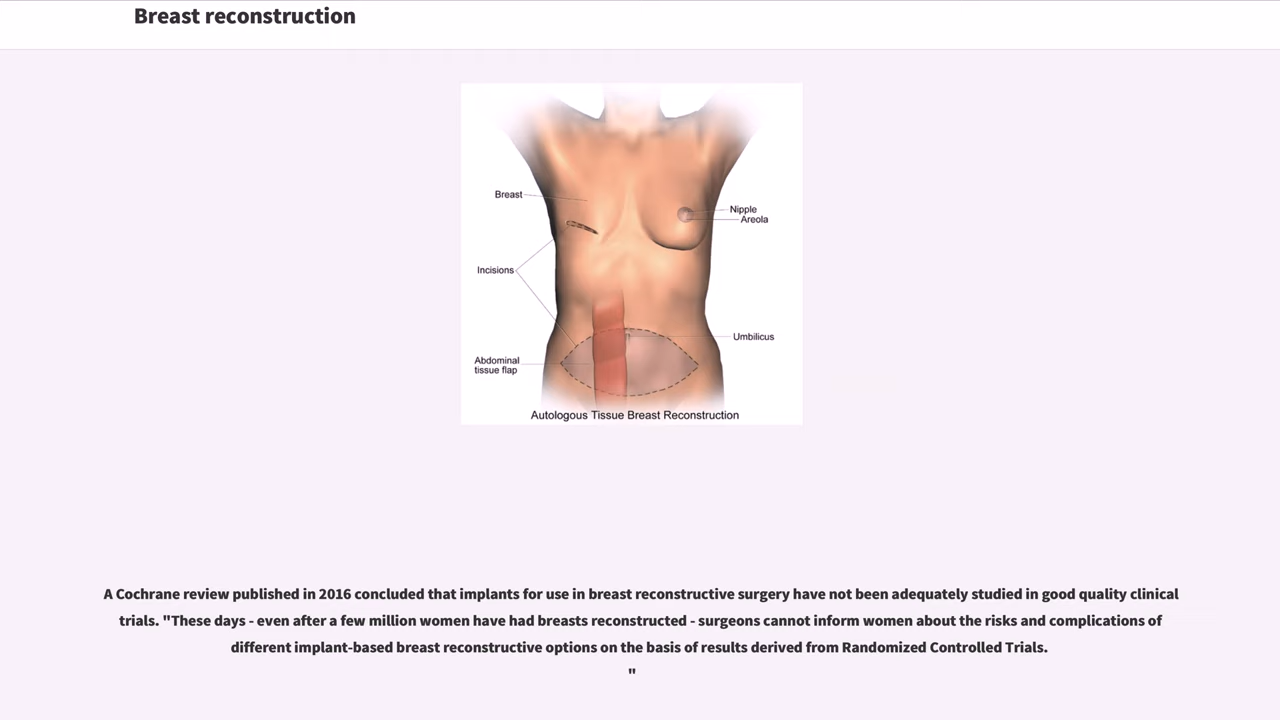 Breast reconstruction
Breast
Nipple
Areola
Incisions
Umbilicus
Abdominal
tissue flap
Autologous Tissue Breast Reconstruction
A Cochrane review published in 2016 concluded that implants for use in breast reconstructive surgery have not been adequately studied in good quality clinical
trials. "These days - even after a few million women have had breasts reconstructed - surgeons cannot inform women about the risks and complications of
different implant-based breast reconstructive options on the basis of results derived from Randomized Controlled Trials.
"